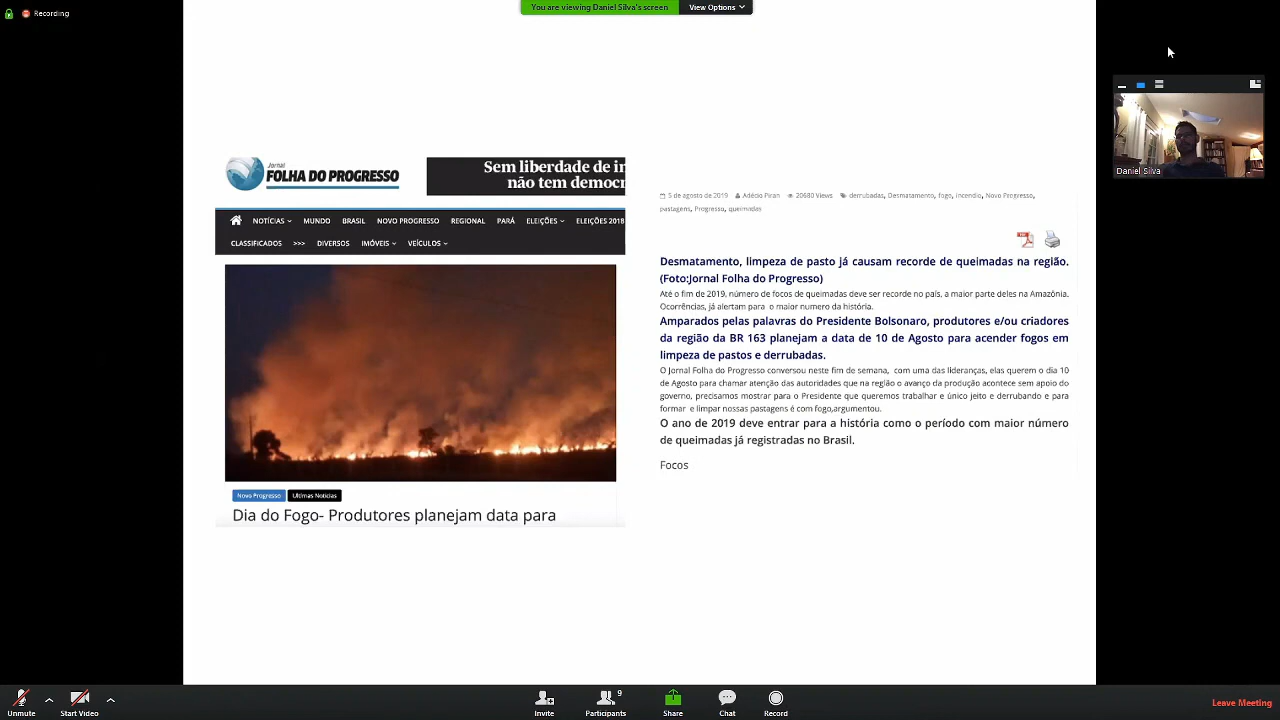 Recording
You are viewing Daniel Silva's screen
View Options
Jornal
FOLHA DO PROGRESSO
Sem liberdade de in
não tem democr
NOTÍCIAS MUNDO BRASIL NOVO PROGRESSO REGIONAL PARÁ ELEIÇÕES ELEIÇÕES 2018
CLASSIFICADOS >>> DIVERSOS IMÓVEIS VEÍCULOS
Novo Progresso Ultimas Noticias
Dia do Fogo- Produtores planejam data para
5 de agosto de 2019 Adécio Piran 20680 Views derrubadas, Desmatamento, fogo, incendio, Novo Progresso,
pastagens, Progresso, queimadas
Desmatamento, limpeza de pasto já causam recorde de queimadas na região.
(Foto:Jornal Folha do Progresso)
Até o fim de 2019, número de focos de queimadas deve ser recorde no país, a maior parte deles na Amazônia.
Ocorrências, já alertam para o maior numero da história.
Amparados pelas palavras do Presidente Bolsonaro, produtores e/ou criadores
da região da BR 163 planejam a data de 10 de Agosto para acender fogos em
limpeza de pastos e derrubadas.
O Jornal Folha do Progresso conversou neste fim de semana, com uma das lideranças, elas querem o dia 10
de Agosto para chamar atenção das autoridades que na região o avanço da produção acontece sem apoio do
governo, precisamos mostrar para o Presidente que queremos trabalhar e único jeito e derrubando e para
formar e limpar nossas pastagens é com fogo,argumentou.
O ano de 2019 deve entrar para a história como o período com maior número
de queimadas já registradas no Brasil.
Focos
Daniel Silva
Unmute
Start Video
Invite
9
Participants
Share
Chat
Record
Leave Meeting